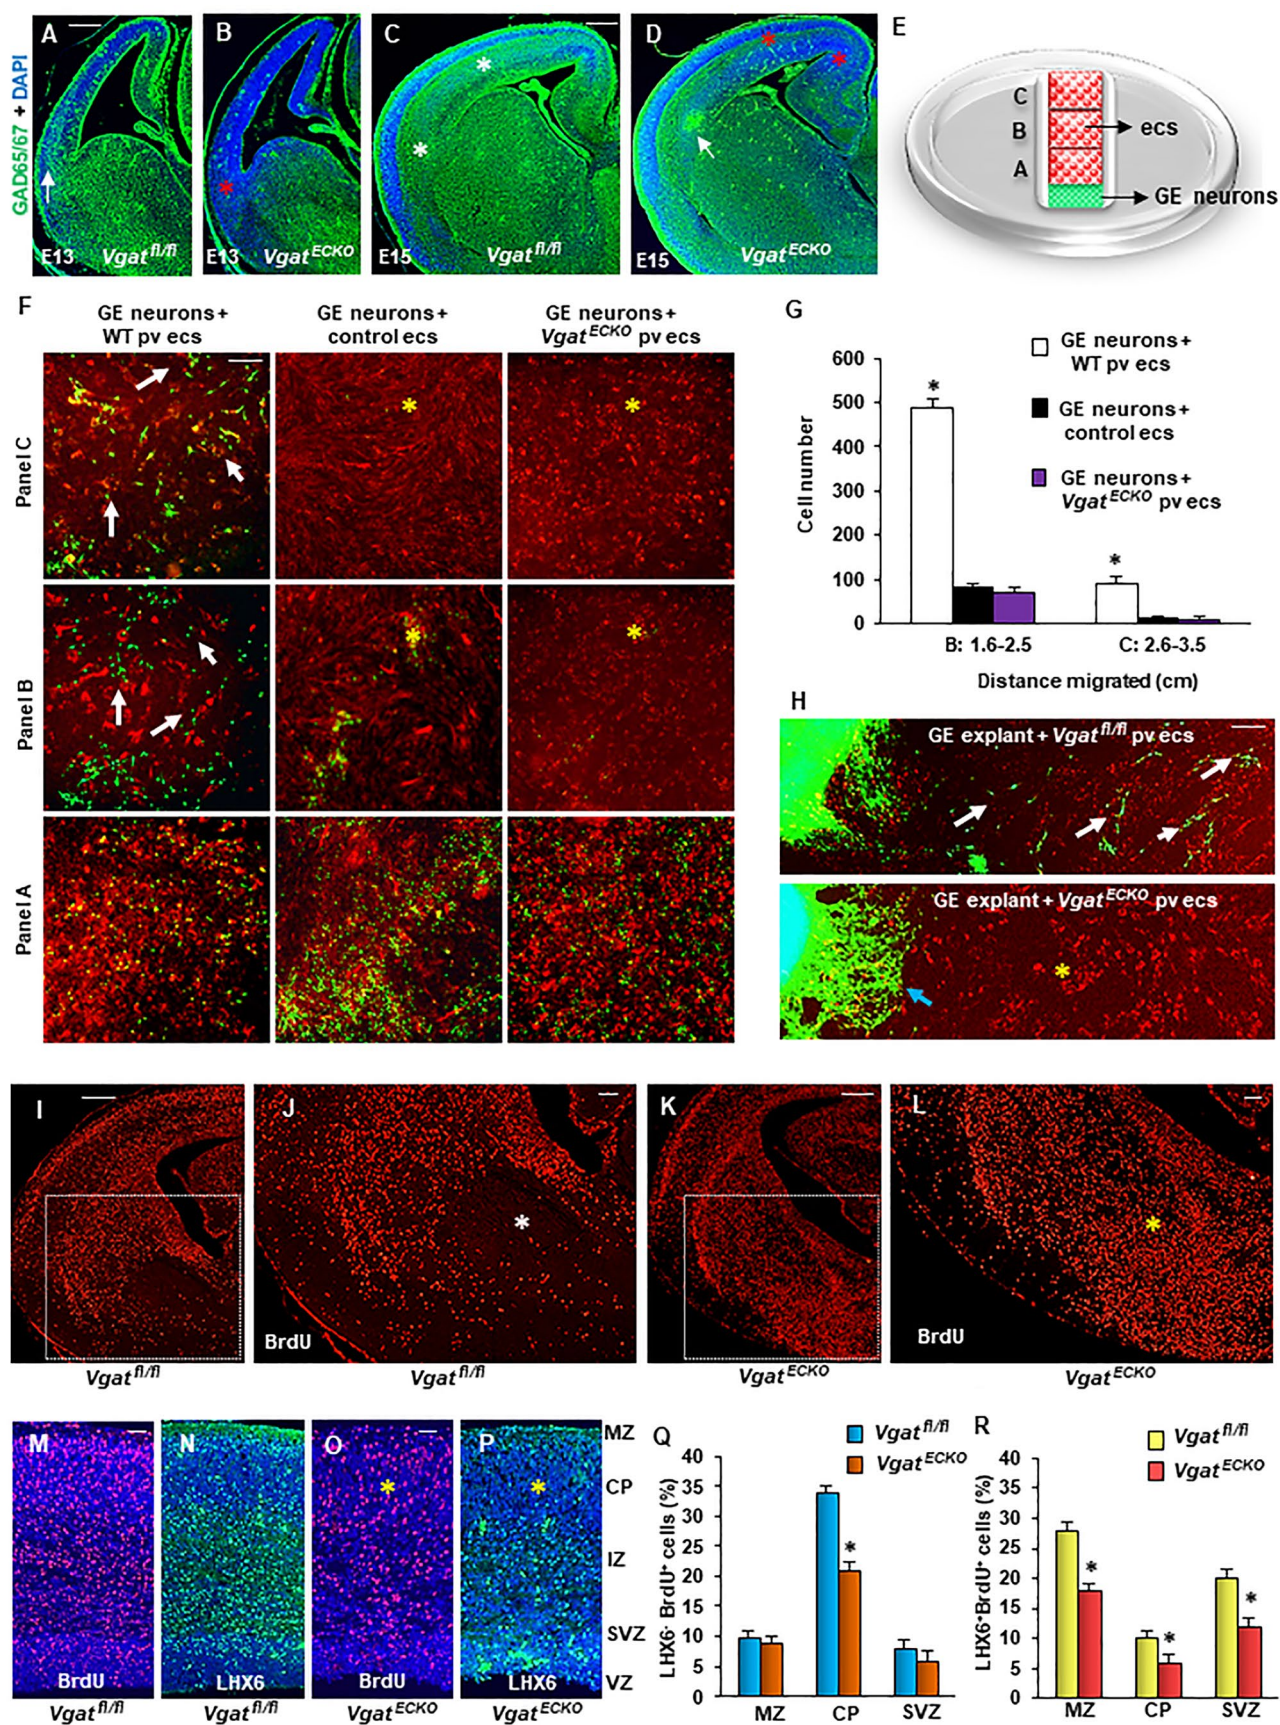 GAD65/67 + DAPI
A
E13
Vgat fl/fl
B
E13
Vgat ECKO
C
E15
Vgat fl/fl
D
E15
Vgat ECKO
E
C
B
A
ecs
GE neurons
F
GE neurons +
WT pv ecs
GE neurons +
control ecs
GE neurons +
Vgat ECKO pv ecs
Panel C
Panel B
Panel A
G
GE neurons +
WT pv ecs
GE neurons +
control ecs
GE neurons +
Vgat ECKO pv ecs
Cell number
600
500
400
300
200
100
0
*
*
B: 1.6-2.5
C: 2.6-3.5
Distance migrated (cm)
H
GE explant + Vgat fl/fl pv ecs
GE explant + Vgat ECKO pv ecs
I
Vgat fl/fl
J
BrdU
Vgat fl/fl
K
Vgat ECKO
L
BrdU
Vgat ECKO
M
BrdU
Vgat fl/fl
N
LHX6
Vgat fl/fl
O
BrdU
Vgat ECKO
P
LHX6
Vgat ECKO
MZ
CP
IZ
SVZ
VZ
Q
Vgat fl/fl
Vgat ECKO
LHX6- BrdU+ cells (%)
40
35
30
25
20
15
10
5
0
*
MZ
CP
SVZ
R
Vgat fl/fl
Vgat ECKO
LHX6+BrdU+ cells (%)
40
35
30
25
20
15
10
5
0
*
*
*
MZ
CP
SVZ